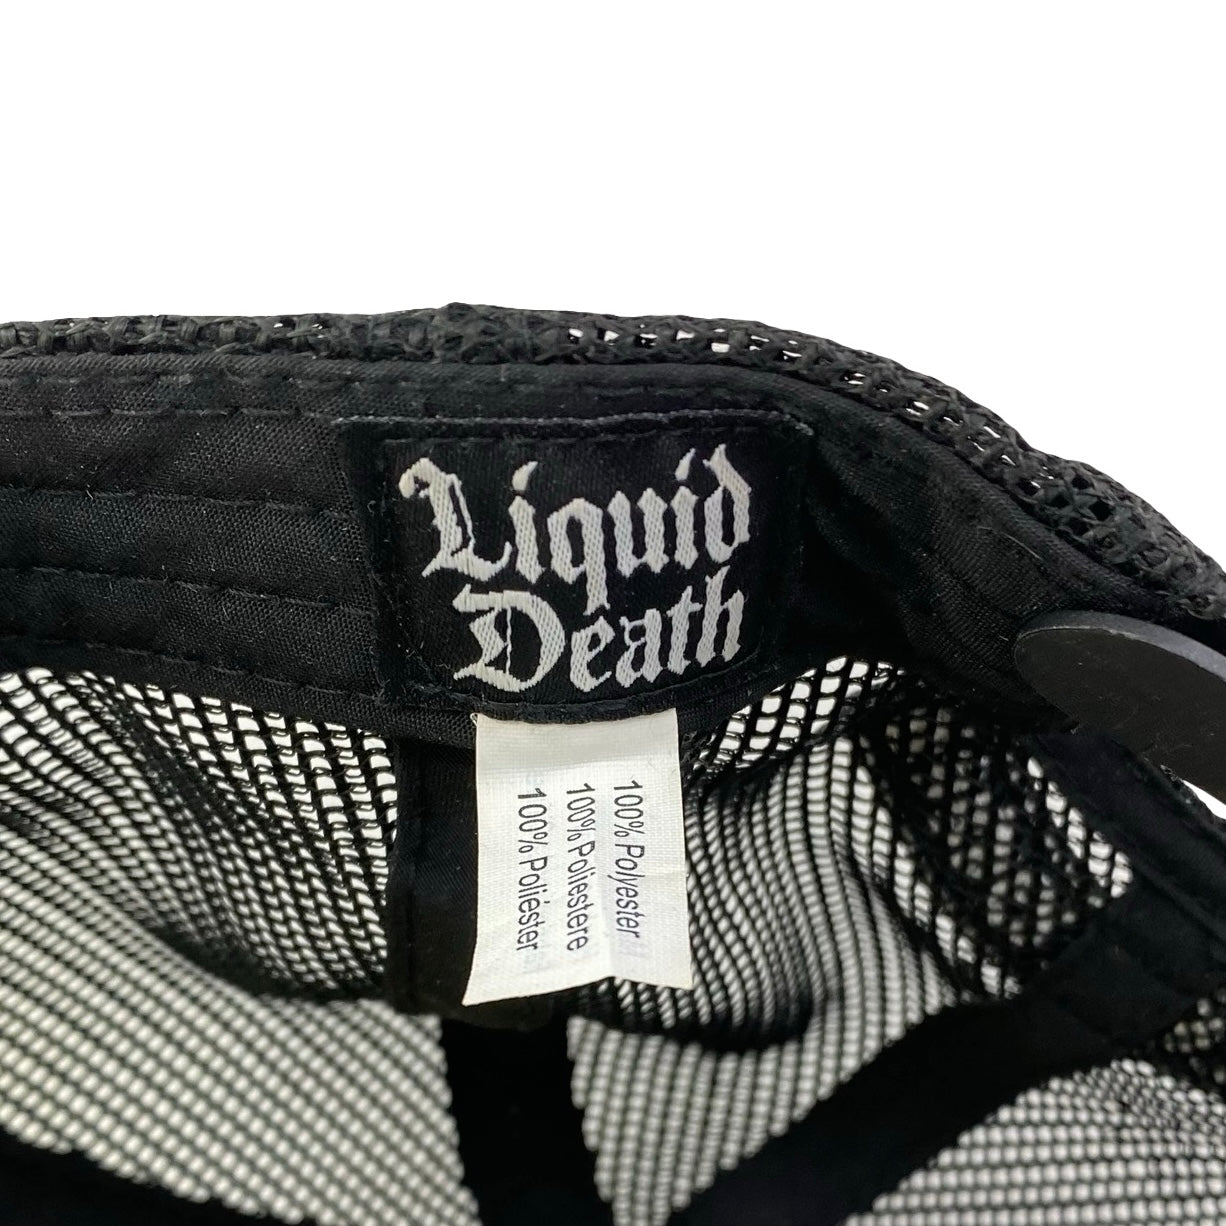 Liquid
Death
100% Polyester
100% Poliestere
100% Poliéster